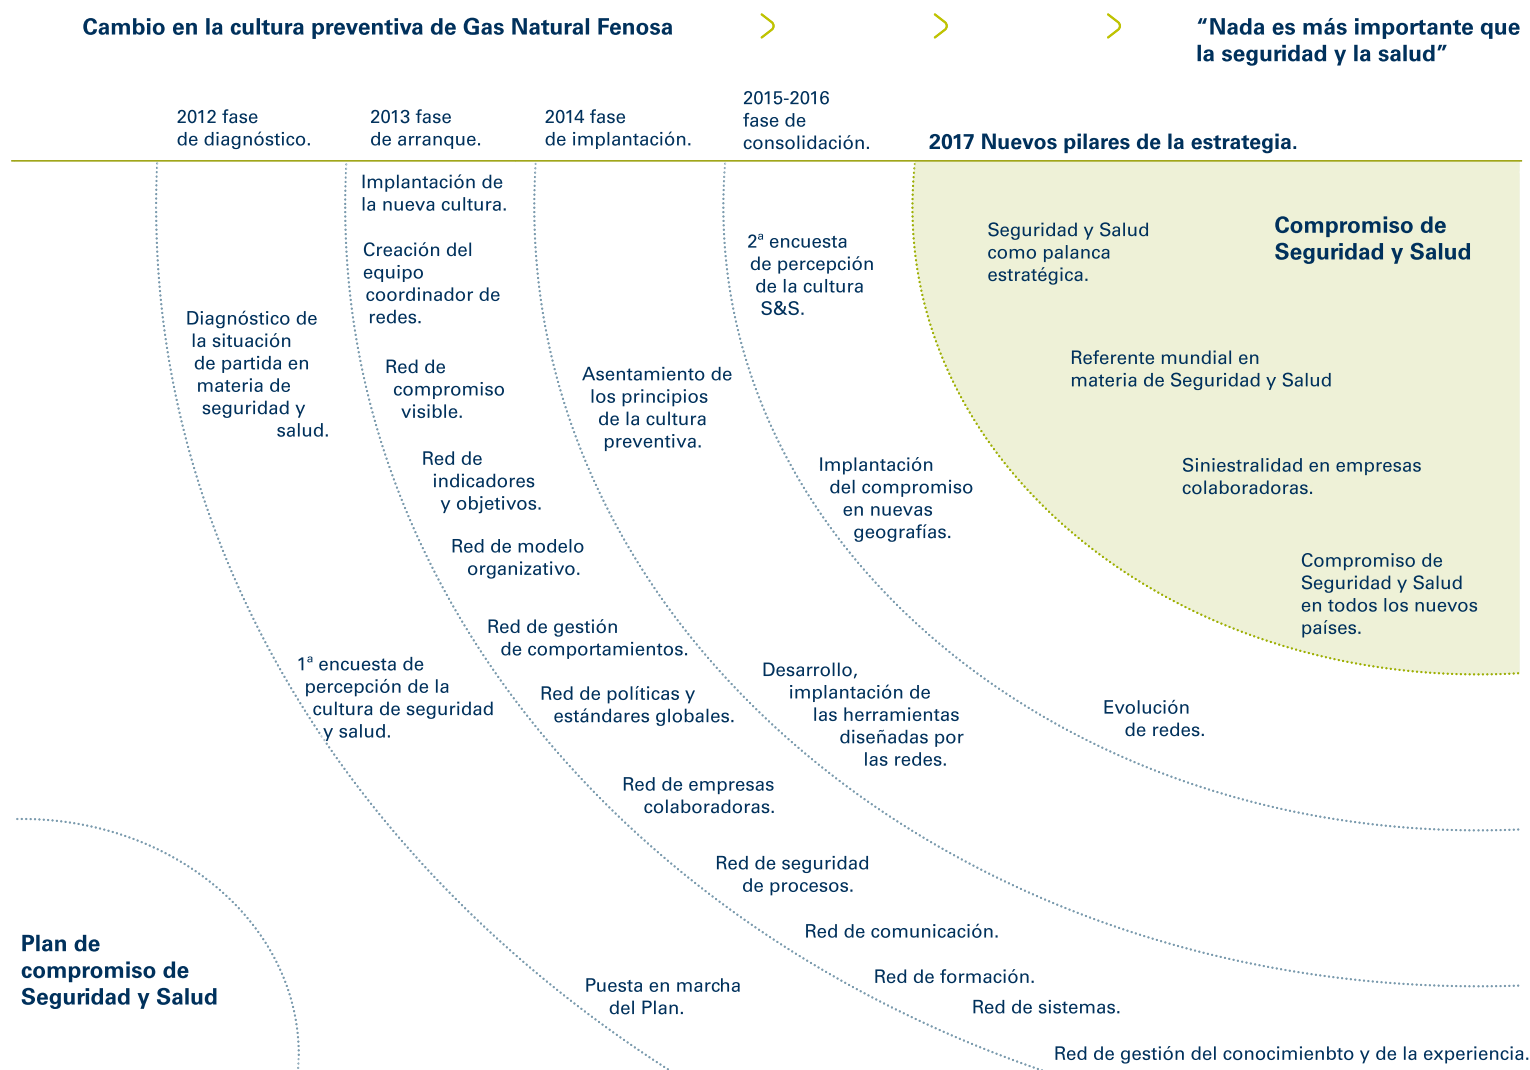 Cambio en la cultura preventiva de Gas Natural Fenosa
“Nada es más importante que
la seguridad y la salud”
2012 fase
de diagnóstico.
2013 fase
de arranque.
2014 fase
de implantación.
2015-2016
fase de
consolidación.
2017 Nuevos pilares de la estrategia.
Diagnóstico de
la situación
de partida en
materia de
seguridad y
salud.
1ª encuesta de
percepción de la
cultura de seguridad
y salud.
Puesta en marcha
del Plan.
Implantación de
la nueva cultura.
Creación del
equipo
coordinador de
redes.
Red de
compromiso
visible.
Red de
indicadores
y objetivos.
Red de modelo
organizativo.
Red de gestión
de comportamientos.
Red de políticas y
estándares globales.
Red de empresas
colaboradoras.
Red de seguridad
de procesos.
Red de comunicación.
Red de formación.
Red de sistemas.
Red de gestión del conocimienbto y de la experiencia.
Asentamiento de
los principios
de la cultura
preventiva.
Desarrollo,
implantación de
las herramientas
diseñadas por
las redes.
2ª encuesta
de percepción
de la cultura
S&S.
Implantación
del compromiso
en nuevas
geografías.
Evolución
de redes.
Compromiso de
Seguridad y Salud
Seguridad y Salud
como palanca
estratégica.
Referente mundial en
materia de Seguridad y Salud
Siniestralidad en empresas
colaboradoras.
Compromiso de
Seguridad y Salud
en todos los nuevos
países.
Plan de
compromiso de
Seguridad y Salud